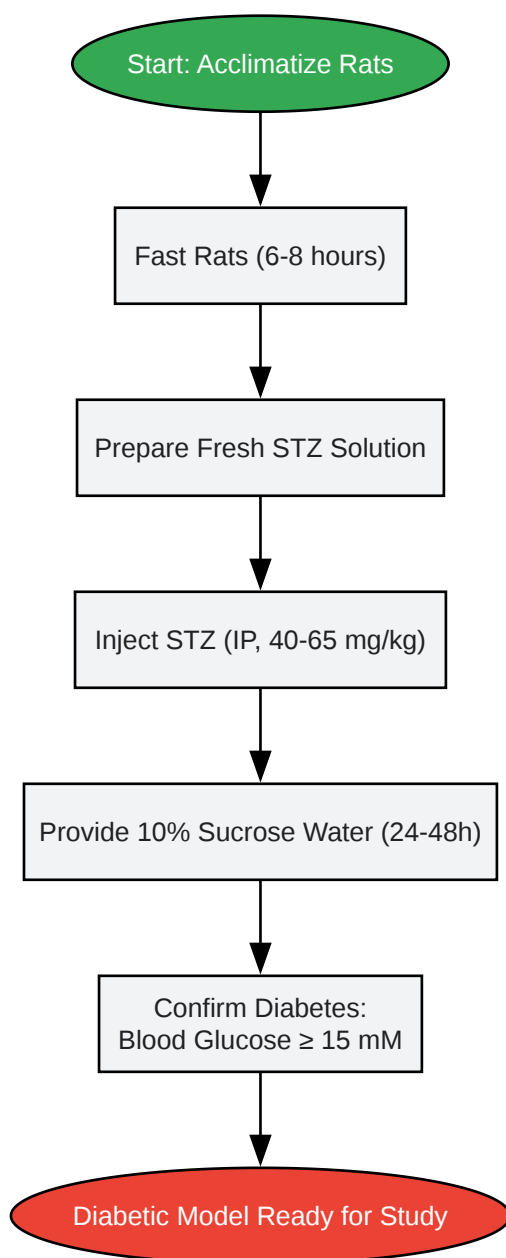 Start: Acclimatize Rats
Fast Rats (6-8 hours)
Prepare Fresh STZ Solution
Inject STZ (IP, 40-65 mg/kg)
Provide 10% Sucrose Water (24-48h)
Confirm Diabetes:
Blood Glucose ≥ 15 mM
Diabetic Model Ready for Study